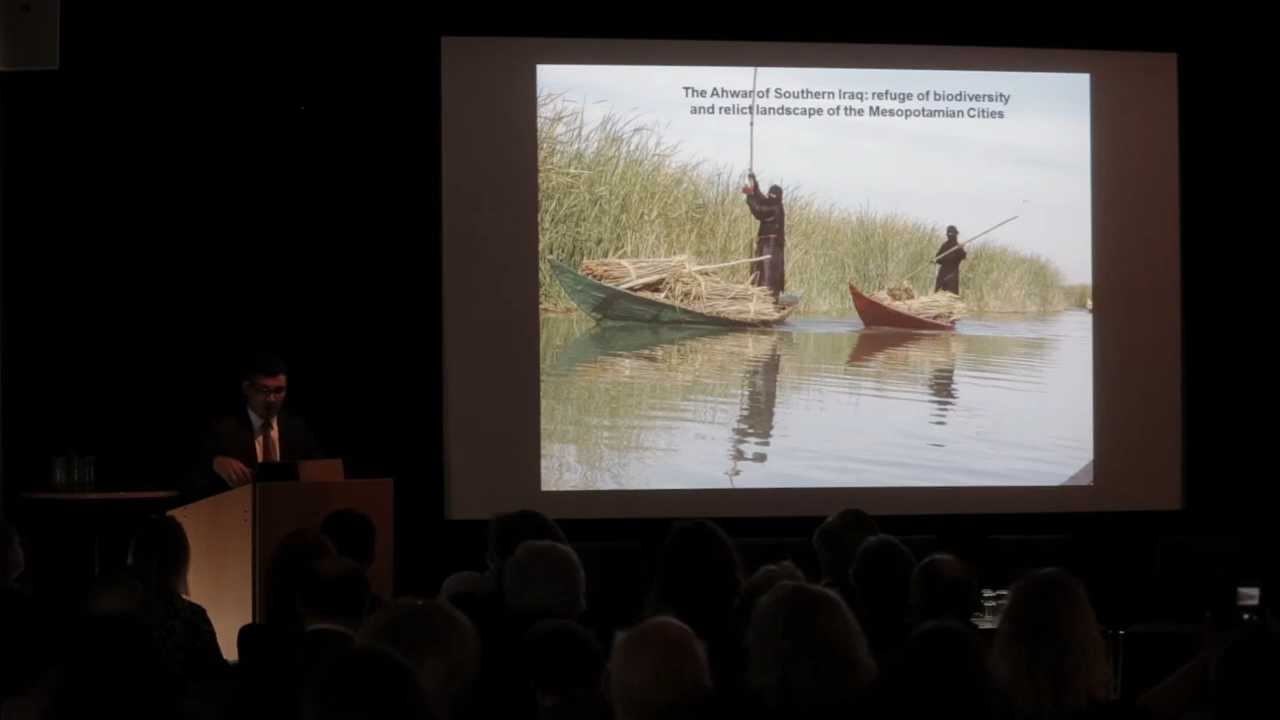 The Ahwar of Southern Iraq: refuge of biodiversity
and relict landscape of the Mesopotamian Cities